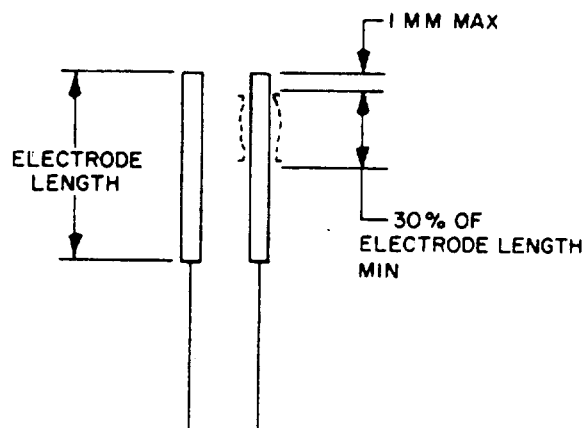 1 MM MAX
ELECTRODE
LENGTH
30% OF
ELECTRODE LENGTH
MIN